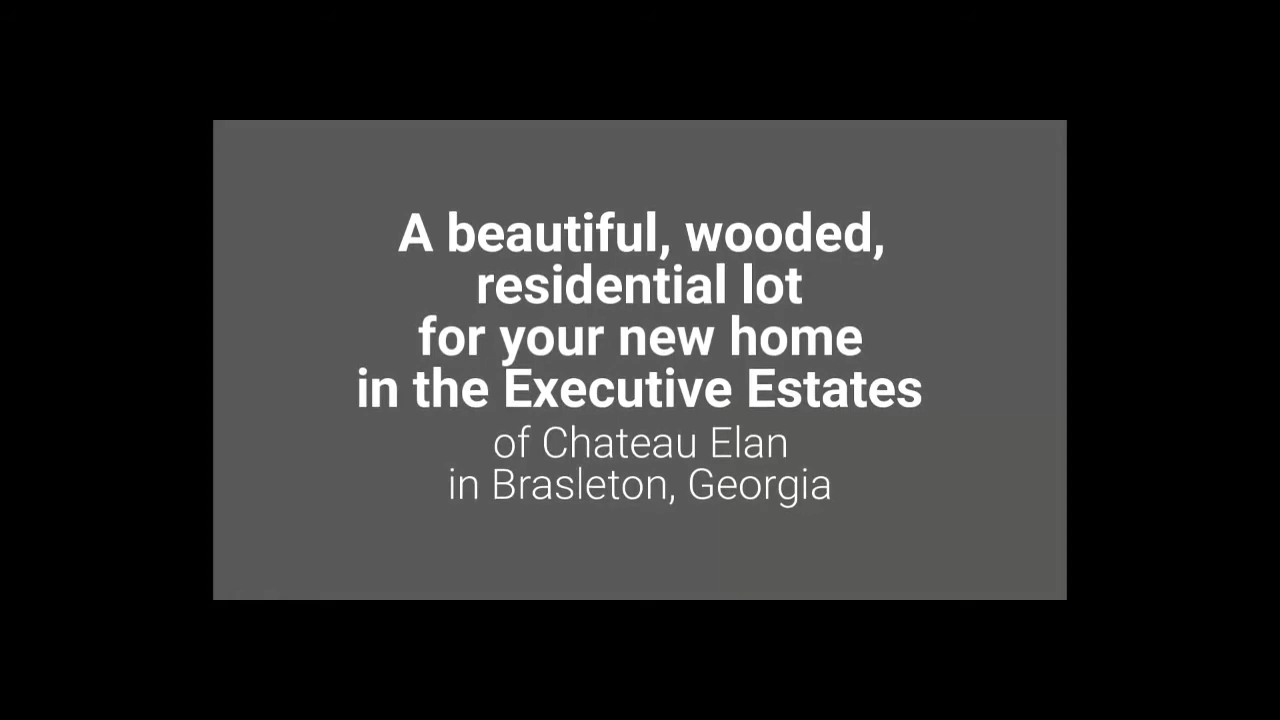 A beautiful, wooded,
residential lot
for your new home
in the Executive Estates
of Chateau Elan
in Brasleton, Georgia